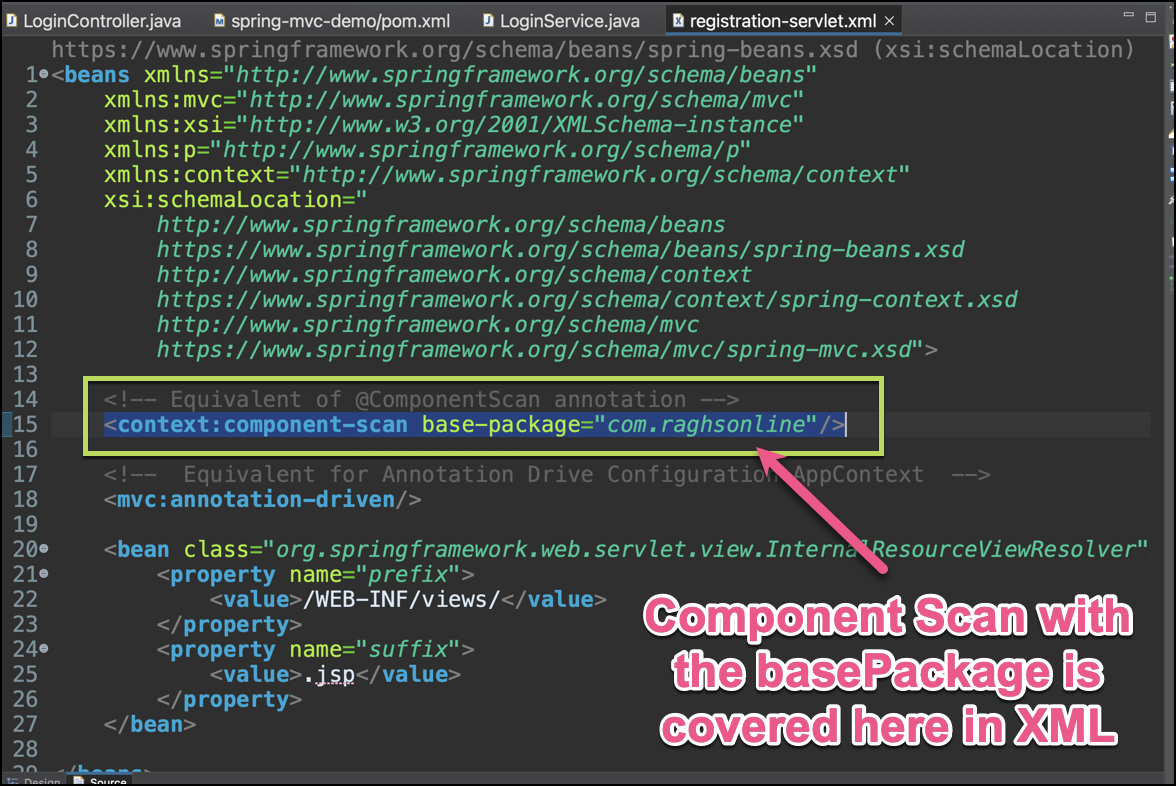 LoginController.java spring-mvc-demo/pom.xml LoginService.java registration-servlet.xml
https://www.springframework.org/schema/beans/spring-beans.xsd (xsi:schemaLocation)
1 <beans xmlns="http://www.springframework.org/schema/beans"
2 xmlns:mvc="http://www.springframework.org/schema/mvc"
3 xmlns:xsi="http://www.w3.org/2001/XMLSchema-instance"
4 xmlns:p="http://www.springframework.org/schema/p"
5 xmlns:context="http://www.springframework.org/schema/context"
6 xsi:schemaLocation="
7 http://www.springframework.org/schema/beans
8 https://www.springframework.org/schema/beans/spring-beans.xsd
9 http://www.springframework.org/schema/context
10 https://www.springframework.org/schema/context/spring-context.xsd
11 http://www.springframework.org/schema/mvc
12 https://www.springframework.org/schema/mvc/spring-mvc.xsd">
13
14 <!-- Equivalent of @ComponentScan annotation -->
15 <context:component-scan base-package="com.raghsonline"/>
16
17 <!-- Equivalent for Annotation Drive Configuration AppContext -->
18 <mvc:annotation-driven/>
19
20 <bean class="org.springframework.web.servlet.view.InternalResourceViewResolver"
21 <property name="prefix">
22 <value>/WEB-INF/views/</value>
23 </property>
24 <property name="suffix">
25 <value>.jsp</value>
26 </property>
27 </bean>
28
29 </beans>
Component Scan with
the basePackage is
covered here in XML
Design Source